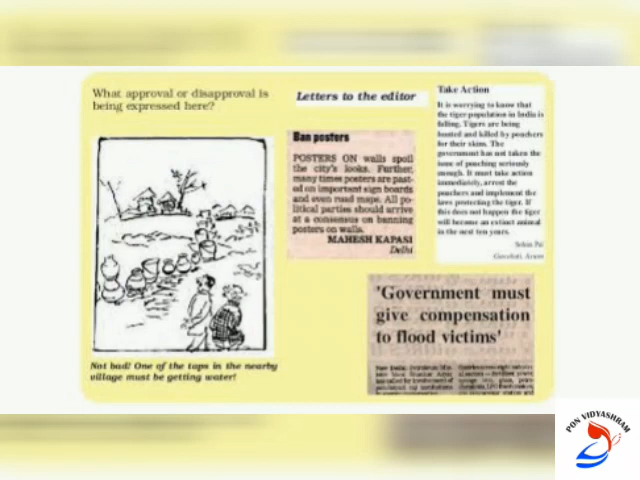 What approval or disapproval is
being expressed here?
Not bad! One of the taps in the nearby
village must be getting water!
Letters to the editor
Ban posters
POSTERS ON walls spoil
the city's looks. Further,
many times posters are past-
ed on important sign boards
and even road maps. All po-
litical parties should arrive
at a consensus on banning
posters on walls.
MAHESH KAPASI
Delhi
Take Action
It is worrying to know that
the tiger population in India is
falling. Tigers are being
hunted and killed by poachers
for their skins. The
government has not taken the
issue of poaching seriously
enough. It must take action
immediately, arrest the
poachers and implement the
laws protecting the tiger. If
this does not happen the tiger
will become an extinct animal
in the next ten years.
Guwahati, Assam
'Government must
give compensation
to flood victims'
PON VIDYASHRAM